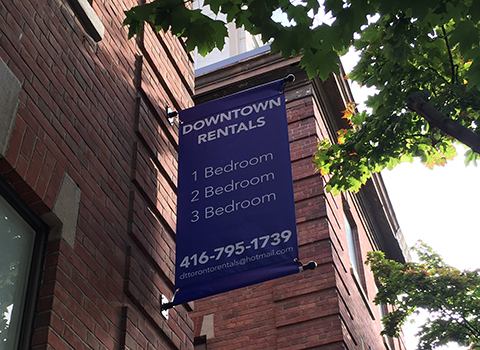 DOWNTOWN
RENTALS
1 Bedroom
2 Bedroom
3 Bedroom
416-795-1739
dttorontorentals@hotmail.com